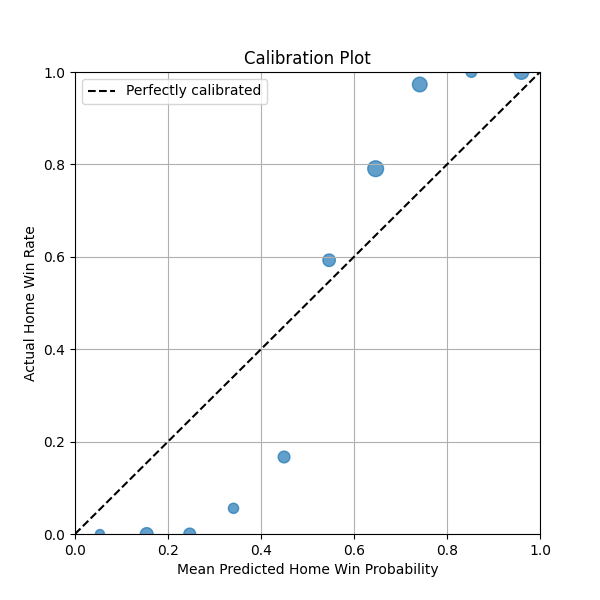 Calibration Plot
Perfectly calibrated
1.0
0.8
0.6
0.4
0.2
0.0
Actual Home Win Rate
0.0 0.2 0.4 0.6 0.8 1.0
Mean Predicted Home Win Probability